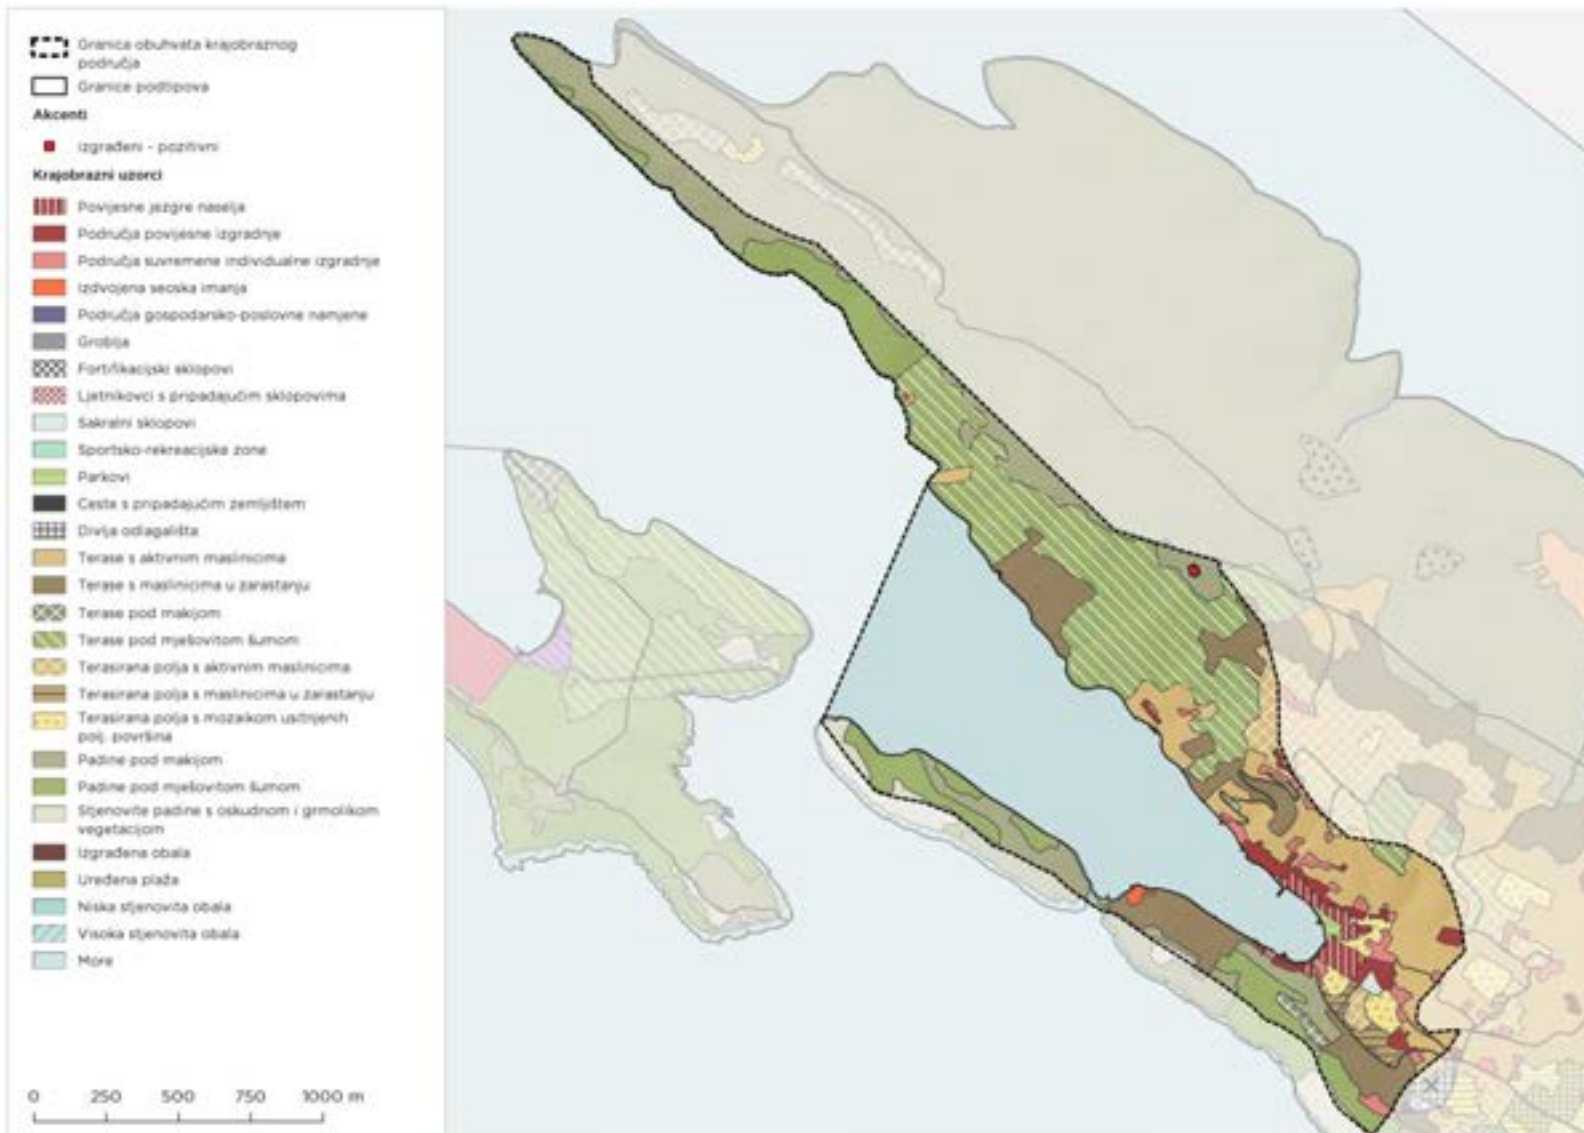 Granica obuhvata krajobraznog
područja
Granice podtipova
Akcenti
izgrađeni - pozitivni
Krajobrazni uzorci
Povijesne jezgre naselja
Područja povijesne izgradnje
Područja suvremene individualne izgradnje
Izdvojena seoska imanja
Područja gospodarsko-poslovne namjene
Groblja
Fortifikacijski sklopovi
Ljetnikovci s pripadajućim sklopovima
Sakralni sklopovi
Sportsko-rekreacijske zone
Parkovi
Ceste s pripadajućim zemljištem
Divlja odlagališta
Terase s aktivnim maslinicima
Terase s maslinicima u zarastanju
Terase pod makijom
Terase pod mješovitom šumom
Terasirana polja s aktivnim maslinicima
Terasirana polja s maslinicima u zarastanju
Terasirana polja s mozaikom usitnjenih
polj. površina
Padine pod makijom
Padine pod mješovitom šumom
Stjenovite padine s oskudnom i grmolikom
vegetacijom
Izgrađena obala
Uređena plaža
Niska stjenovita obala
Visoka stjenovita obala
More
0 250 500 750 1000 m